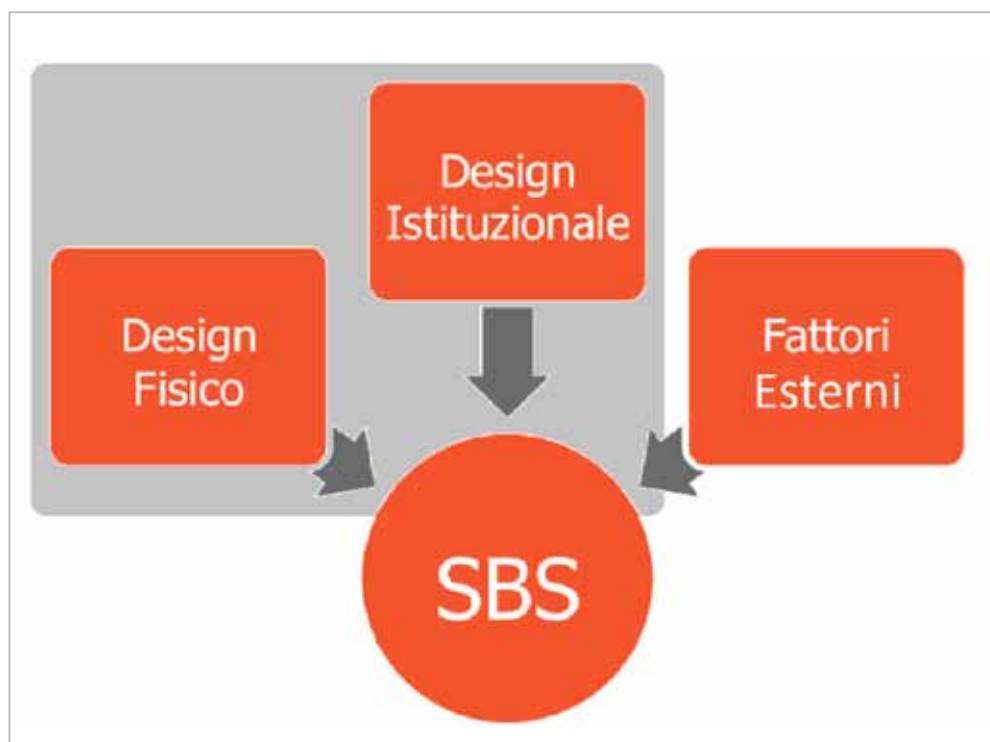 Design
Istituzionale
Design
Fisico
Fattori
Esterni
SBS